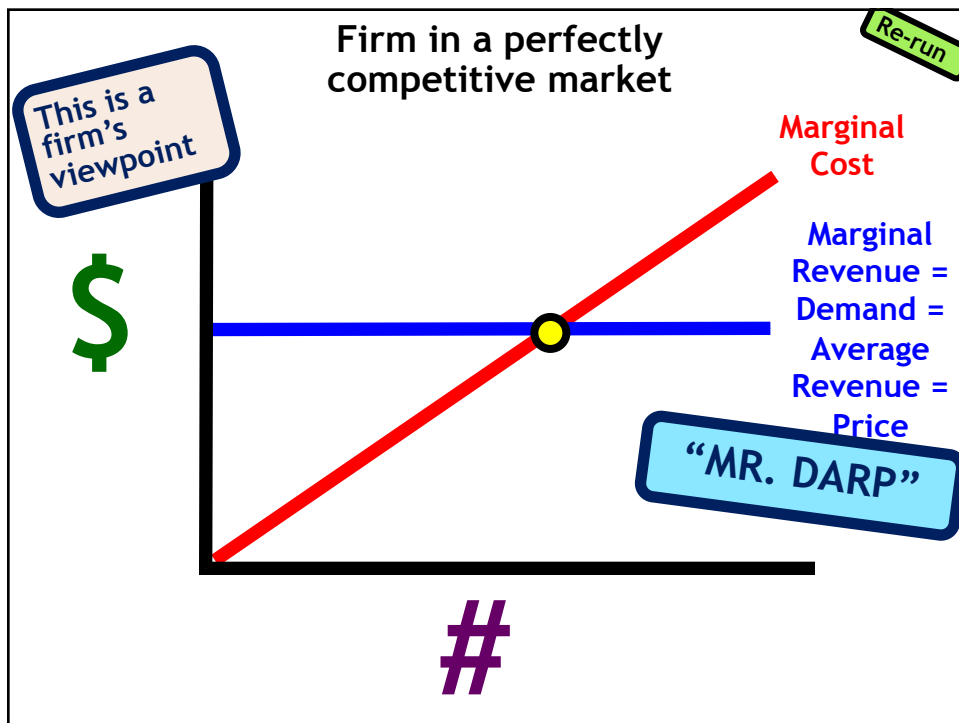 Firm in a perfectly
competitive market
Re-run
This is a
firm's
viewpoint
Marginal
Cost
$
Marginal
Revenue =
Demand =
Average
Revenue =
Price
“MR. DARP”
#